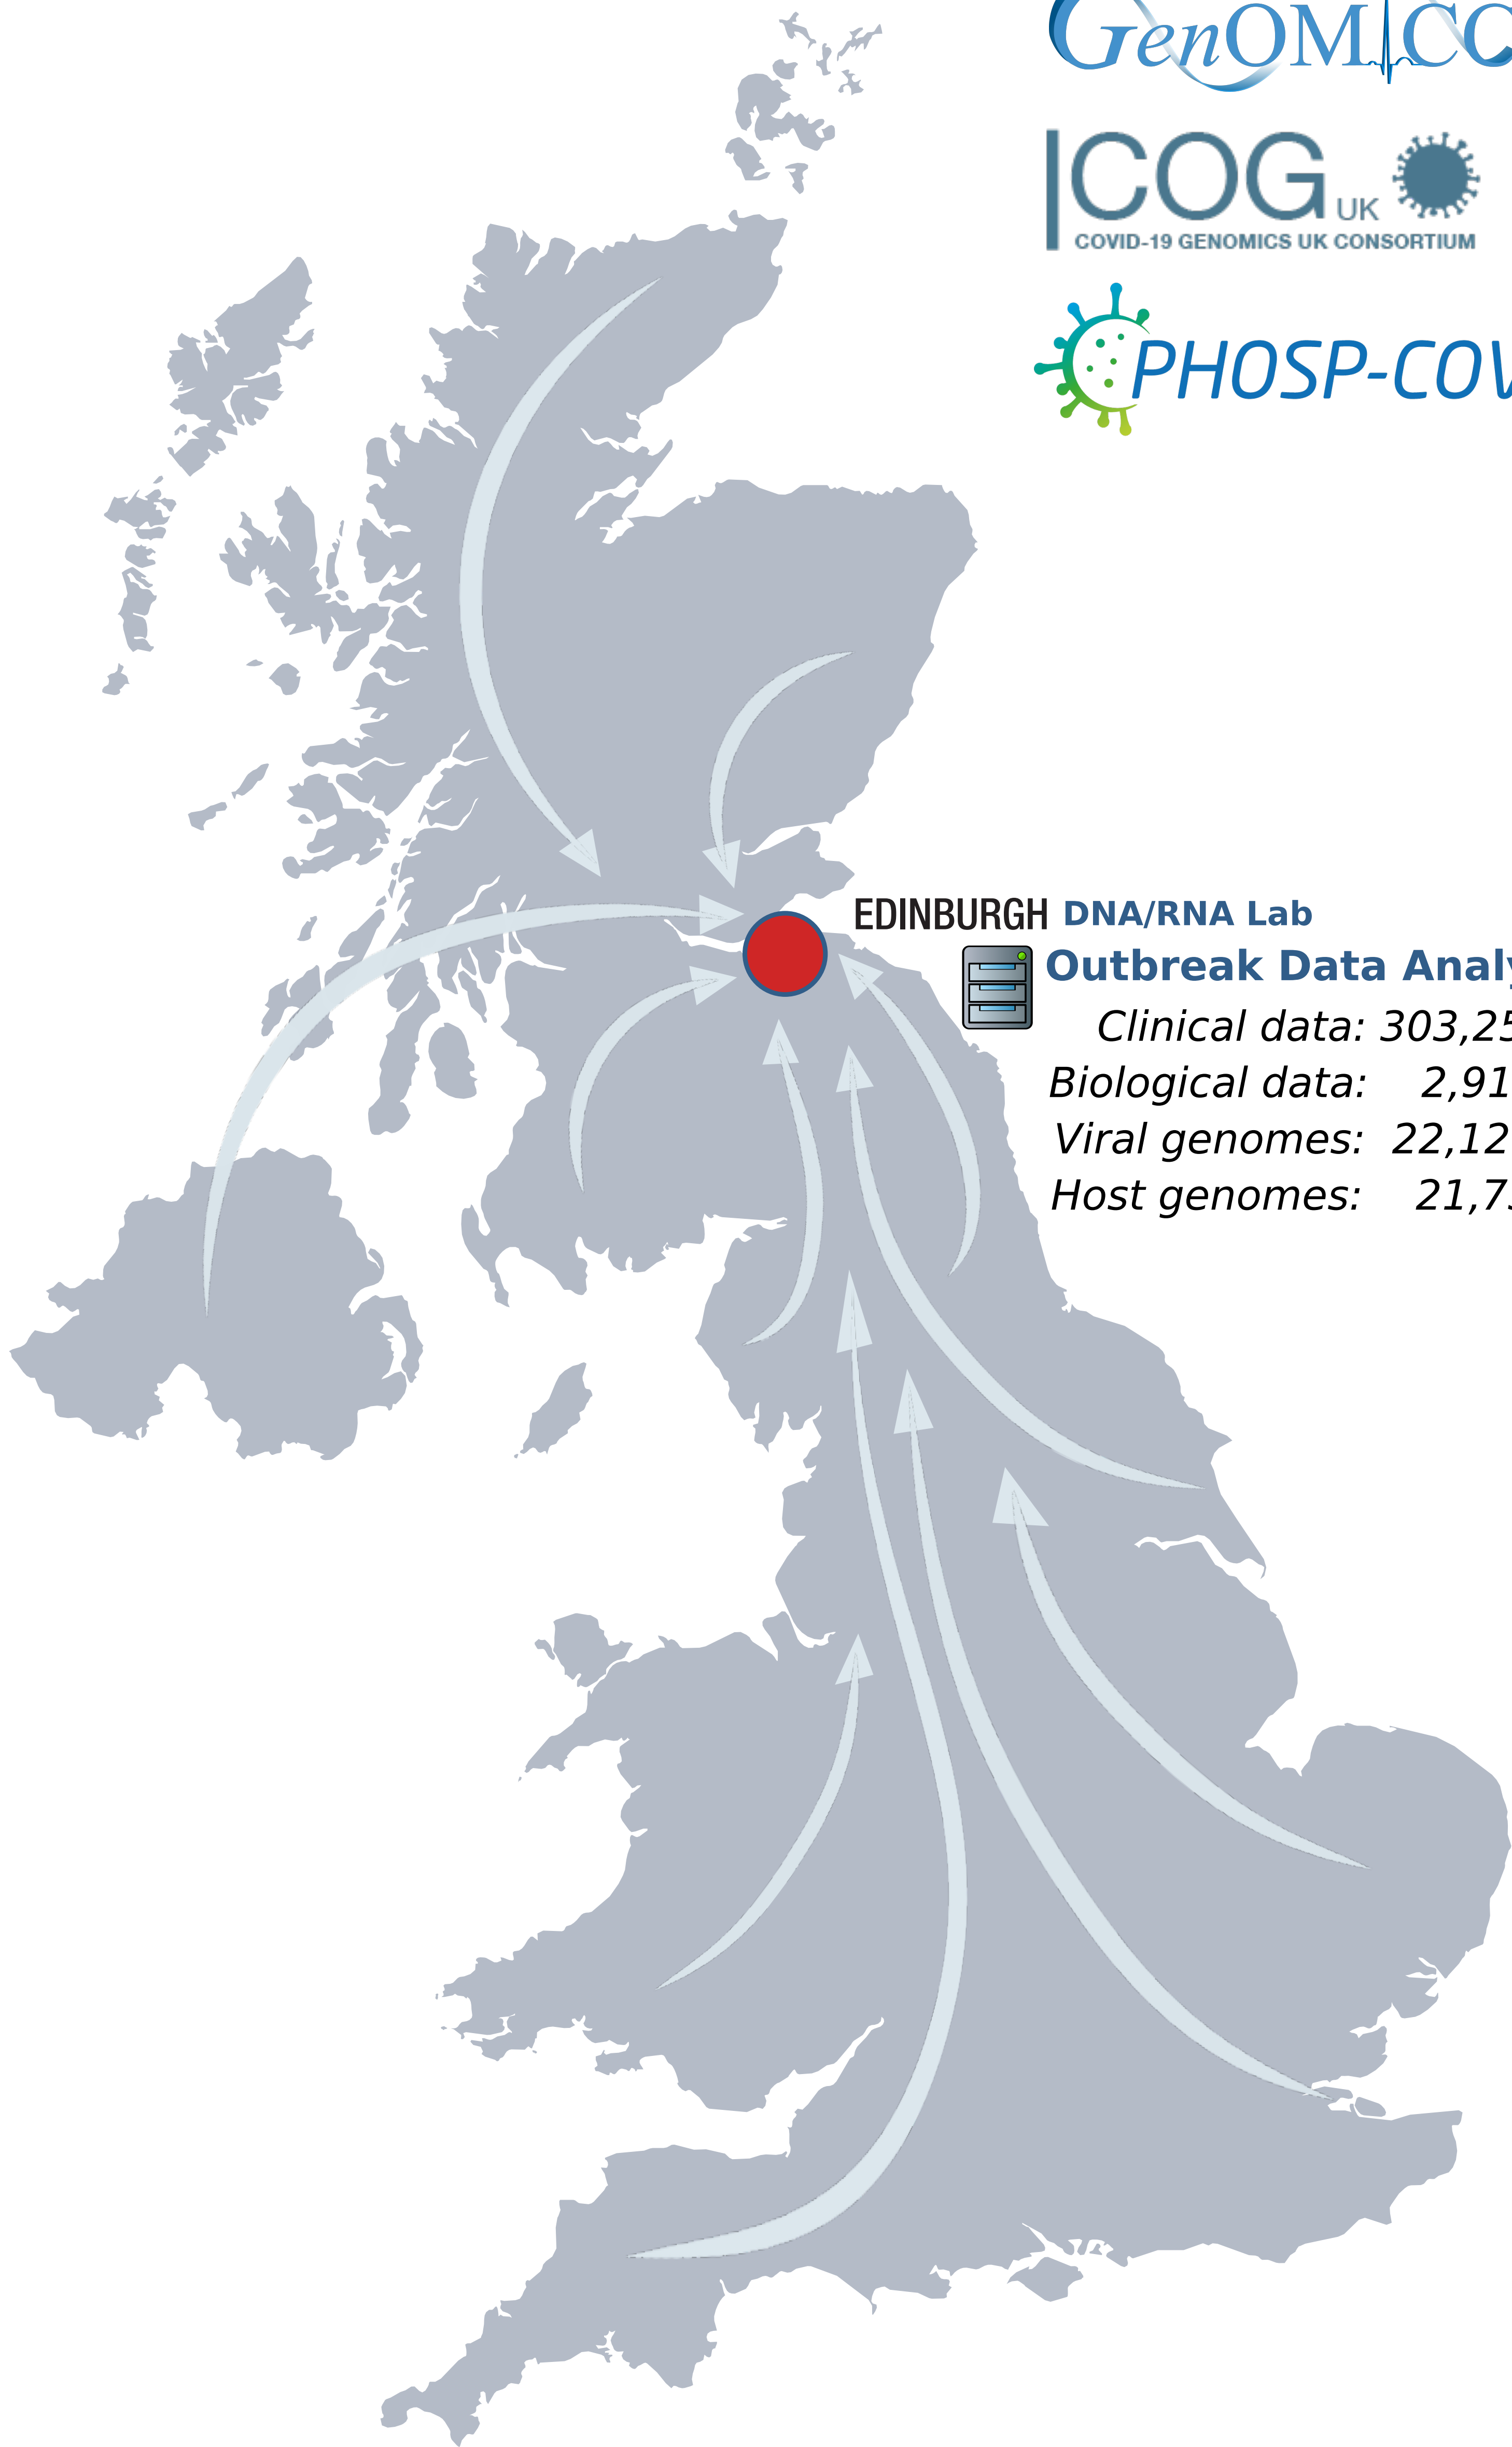 GenOMICC
COG UK
COVID-19 GENOMICS UK CONSORTIUM
PHOSP-COV
EDINBURGH DNA/RNA Lab
Outbreak Data Analy
Clinical data: 303,25
Biological data: 2,91
Viral genomes: 22,12
Host genomes: 21,7